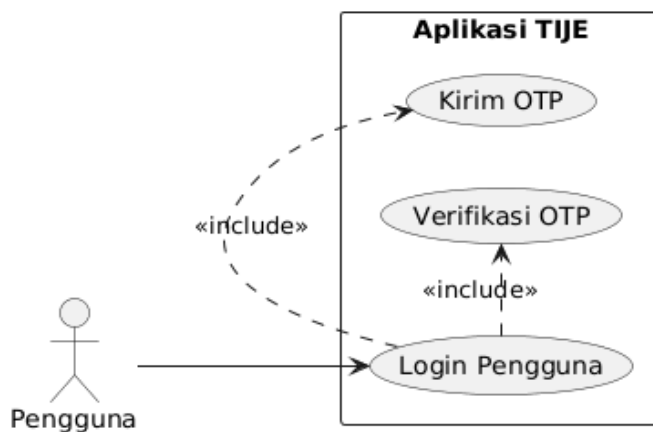 Aplikasi TIJE
Kirim OTP
Verifikasi OTP
«include»
«include»
Login Pengguna
Pengguna